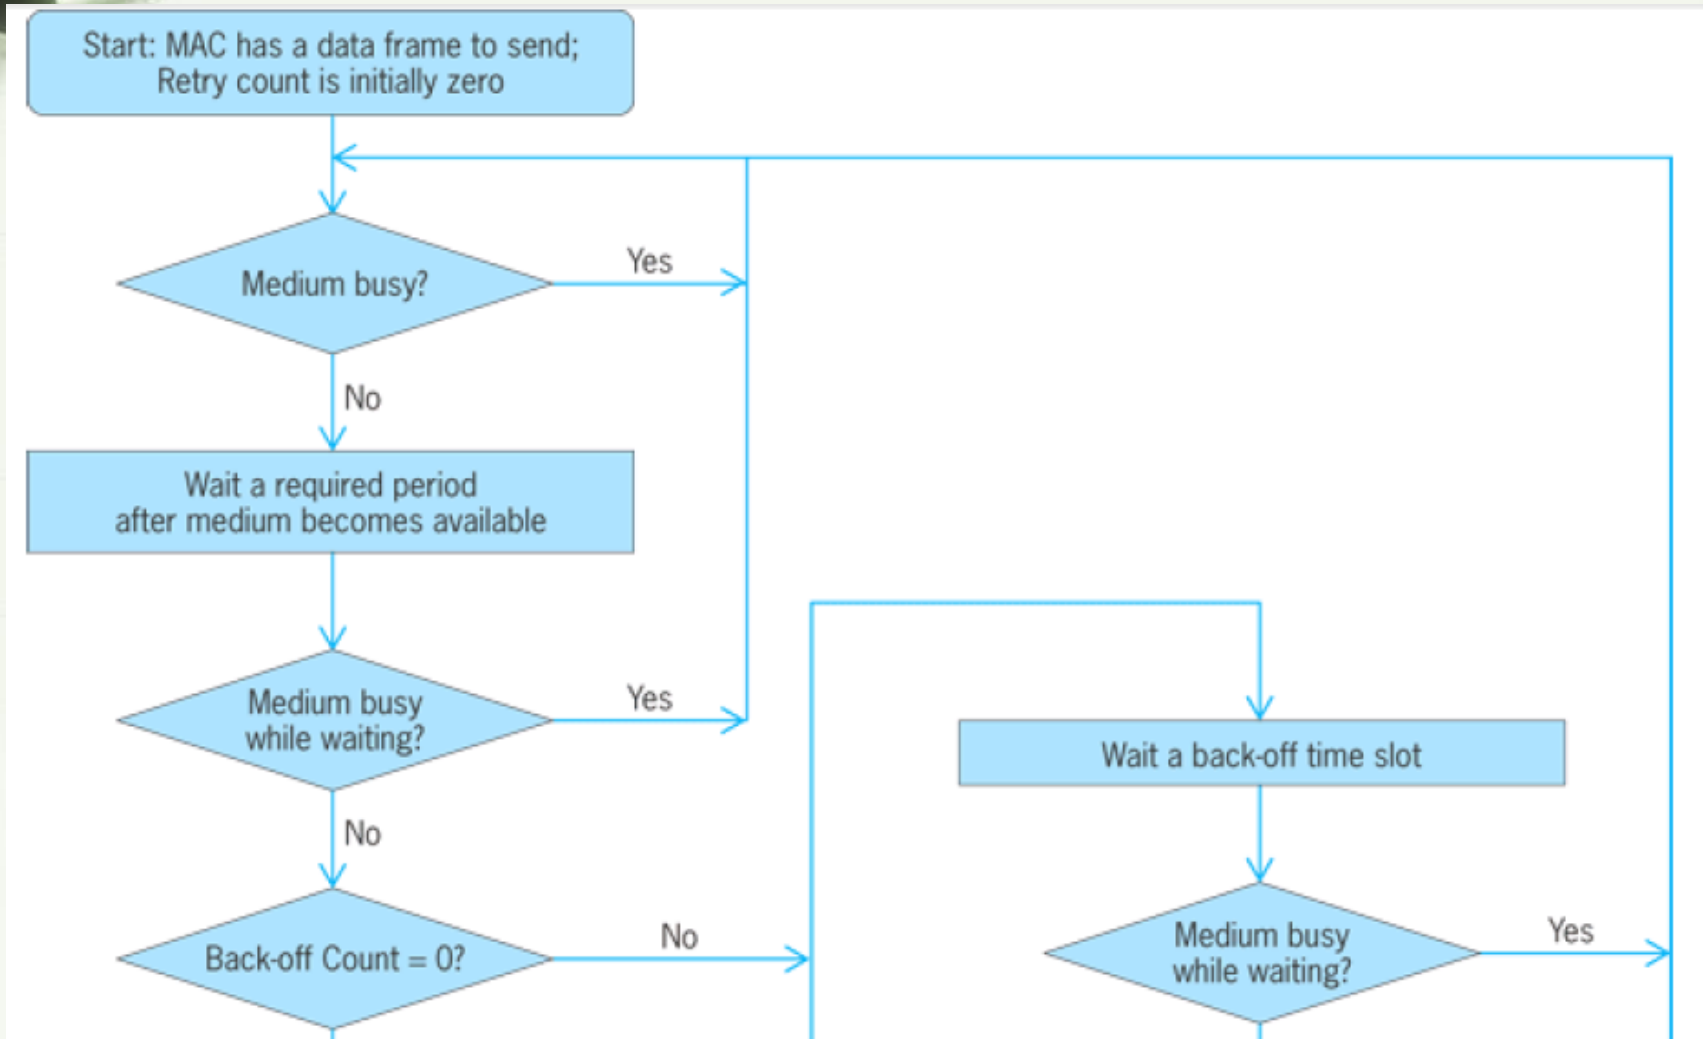 Start: MAC has a data frame to send;
Retry count is initially zero
Medium busy?
Yes
No
Wait a required period
after medium becomes available
Medium busy
while waiting?
Yes
No
Back-off Count = 0?
No
Wait a back-off time slot
Medium busy
while waiting?
Yes